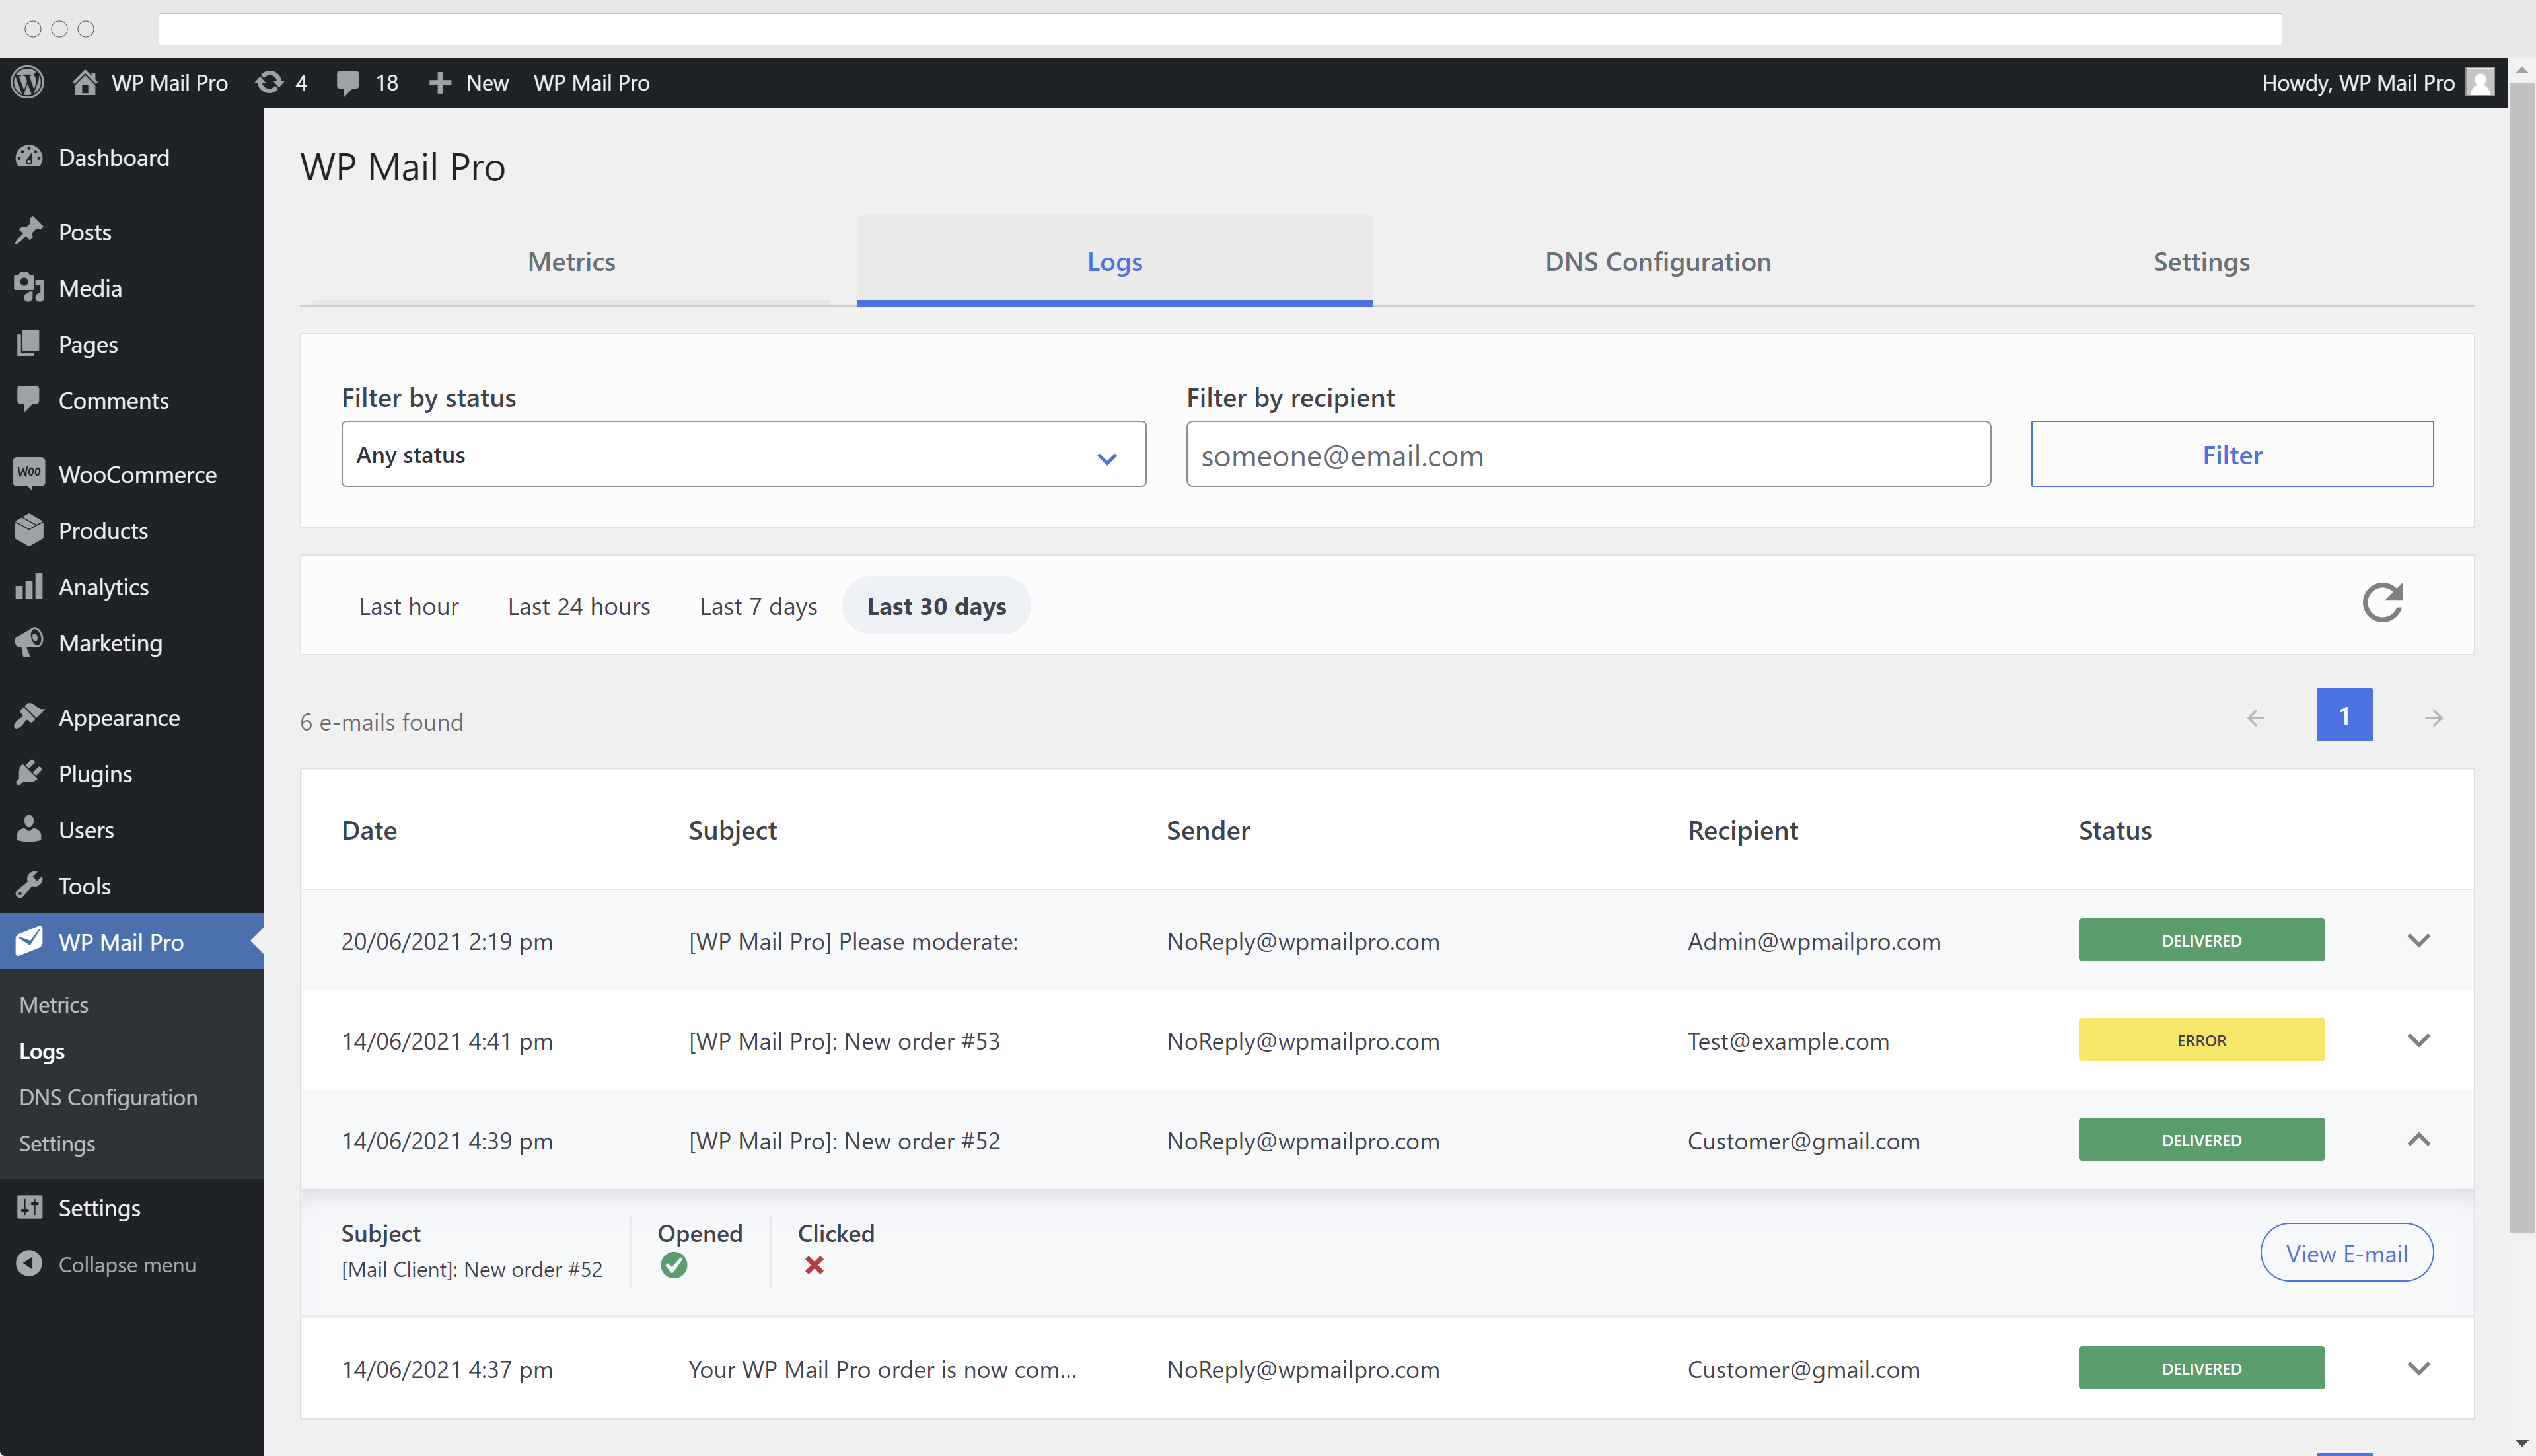 WP Mail Pro 4 18 New WP Mail Pro Howdy, WP Mail Pro
Dashboard
Posts
Media
Pages
Comments
Woo WooCommerce
Products
Analytics
Marketing
Appearance
Plugins
Users
Tools
WP Mail Pro
Metrics
Logs
DNS Configuration
Settings
Settings
Collapse menu
WP Mail Pro
Metrics Logs DNS Configuration Settings
Filter by status Filter by recipient
Any status someone@email.com Filter
Last hour Last 24 hours Last 7 days Last 30 days
6 e-mails found 1
Date Subject Sender Recipient Status
20/06/2021 2:19 pm [WP Mail Pro] Please moderate: NoReply@wpmailpro.com Admin@wpmailpro.com DELIVERED
14/06/2021 4:41 pm [WP Mail Pro]: New order #53 NoReply@wpmailpro.com Test@example.com ERROR
14/06/2021 4:39 pm [WP Mail Pro]: New order #52 NoReply@wpmailpro.com Customer@gmail.com DELIVERED
Subject Opened Clicked
[Mail Client]: New order #52 View E-mail
14/06/2021 4:37 pm Your WP Mail Pro order is now com... NoReply@wpmailpro.com Customer@gmail.com DELIVERED